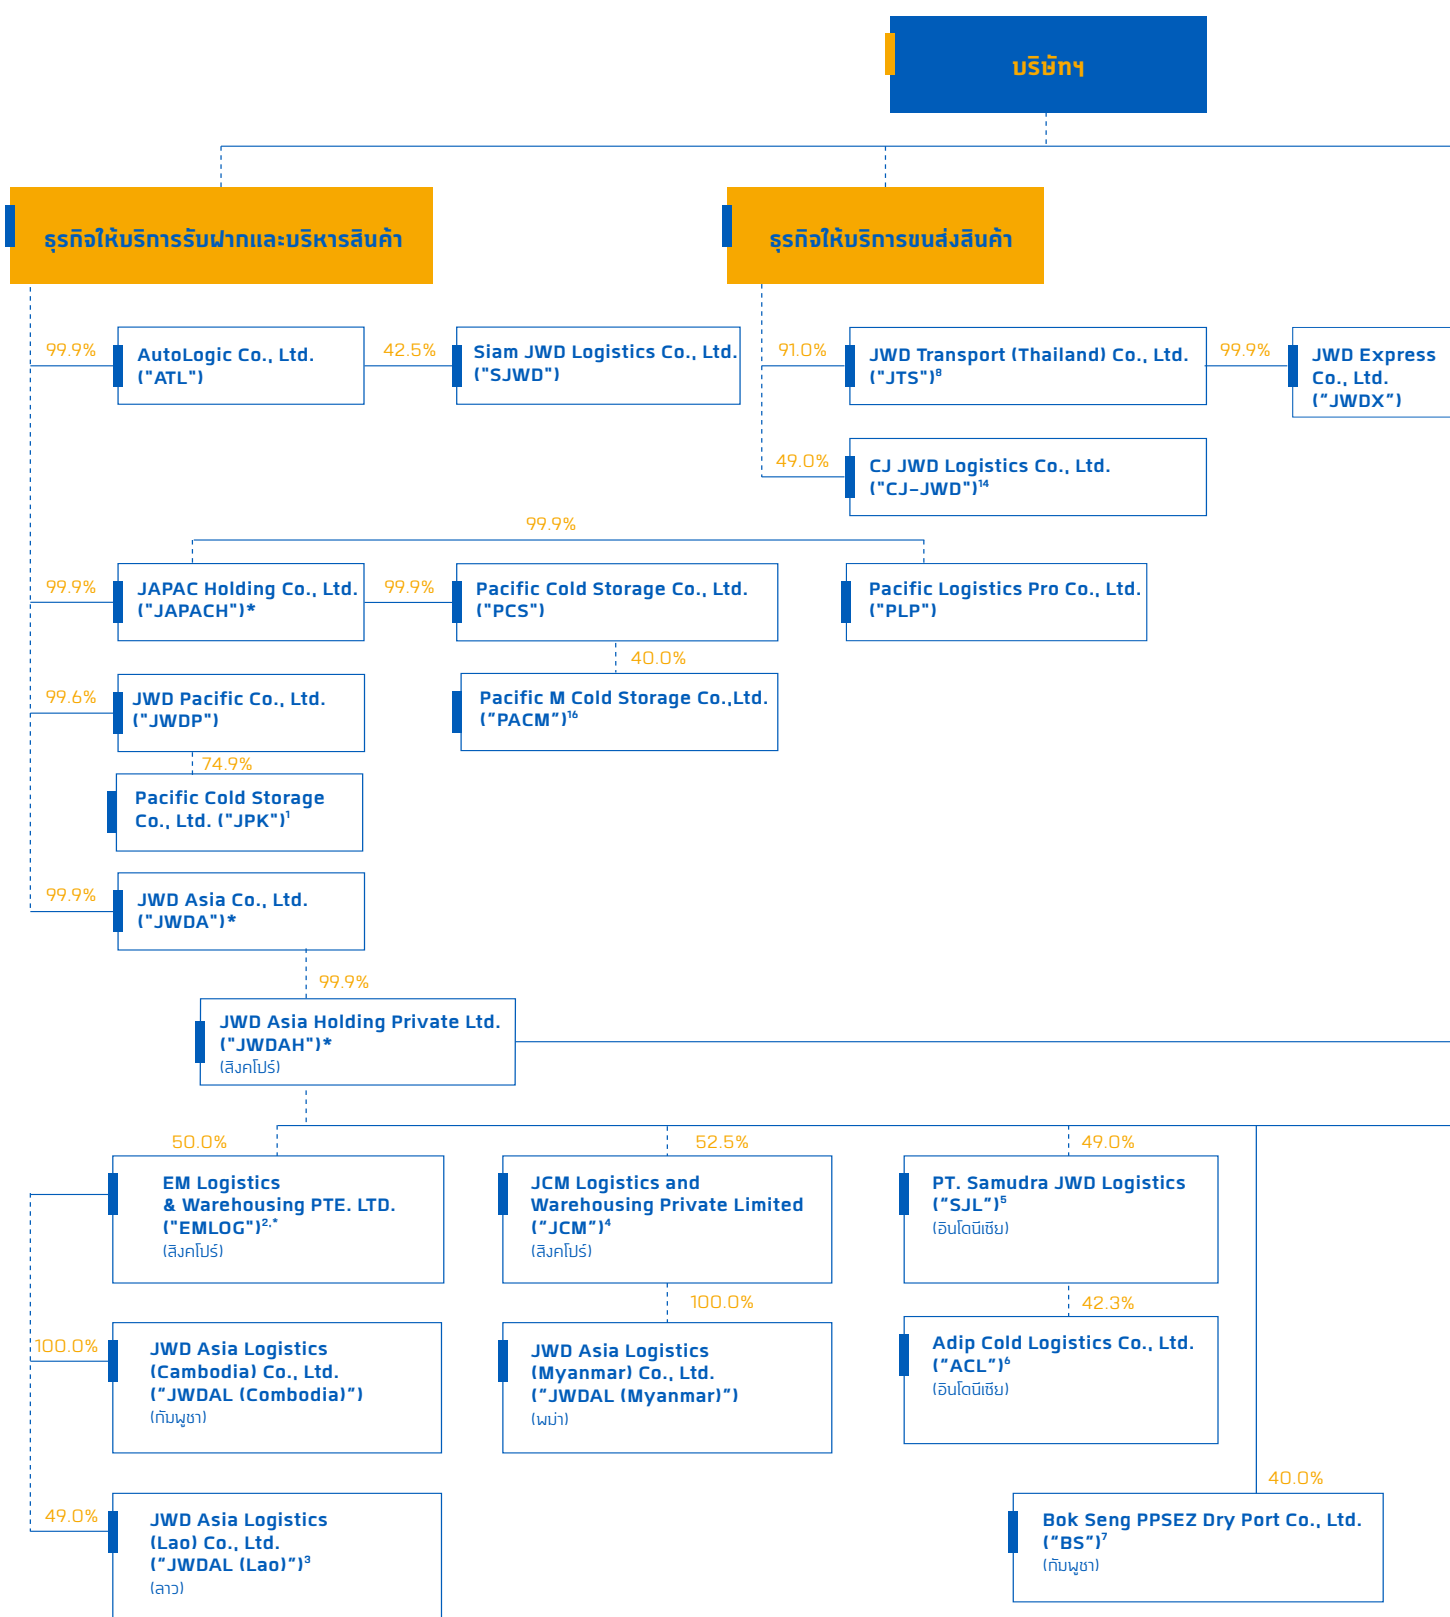 บริษัทฯ
ธุรกิจให้บริการรับฝากและบริหารสินค้า
ธุรกิจให้บริการขนส่งสินค้า
99.9%
AutoLogic Co., Ltd.
("ATL")
42.5%
Siam JWD Logistics Co., Ltd.
("SJWD")
91.0%
JWD Transport (Thailand) Co., Ltd.
("JTS")⁸
99.9%
JWD Express
Co., Ltd.
("JWDX")
49.0%
CJ JWD Logistics Co., Ltd.
("CJ-JWD")¹⁴
99.9%
99.9%
JAPAC Holding Co., Ltd.
("JAPACH")*
99.9%
Pacific Cold Storage Co., Ltd.
("PCS")
Pacific Logistics Pro Co., Ltd.
("PLP")
40.0%
99.6%
JWD Pacific Co., Ltd.
("JWDP")
Pacific M Cold Storage Co.,Ltd.
("PACM")¹⁶
74.9%
Pacific Cold Storage
Co., Ltd. ("JPK")¹
99.9%
JWD Asia Co., Ltd.
("JWDA")*
99.9%
JWD Asia Holding Private Ltd.
("JWDAH")*
(สิงคโปร์)
50.0%
52.5%
49.0%
EM Logistics
& Warehousing PTE. LTD.
("EMLOG")²,*
(สิงคโปร์)
JCM Logistics and
Warehousing Private Limited
("JCM")⁴
(สิงคโปร์)
PT. Samudra JWD Logistics
("SJL")⁵
(อินโดนีเซีย)
100.0%
42.3%
100.0%
JWD Asia Logistics
(Cambodia) Co., Ltd.
("JWDAL (Combodia)")
(กัมพูชา)
JWD Asia Logistics
(Myanmar) Co., Ltd.
("JWDAL (Myanmar)")
(พม่า)
Adip Cold Logistics Co., Ltd.
("ACL")⁶
(อินโดนีเซีย)
40.0%
49.0%
JWD Asia Logistics
(Lao) Co., Ltd.
("JWDAL (Lao)")³
(ลาว)
Bok Seng PPSEZ Dry Port Co., Ltd.
("BS")⁷
(กัมพูชา)